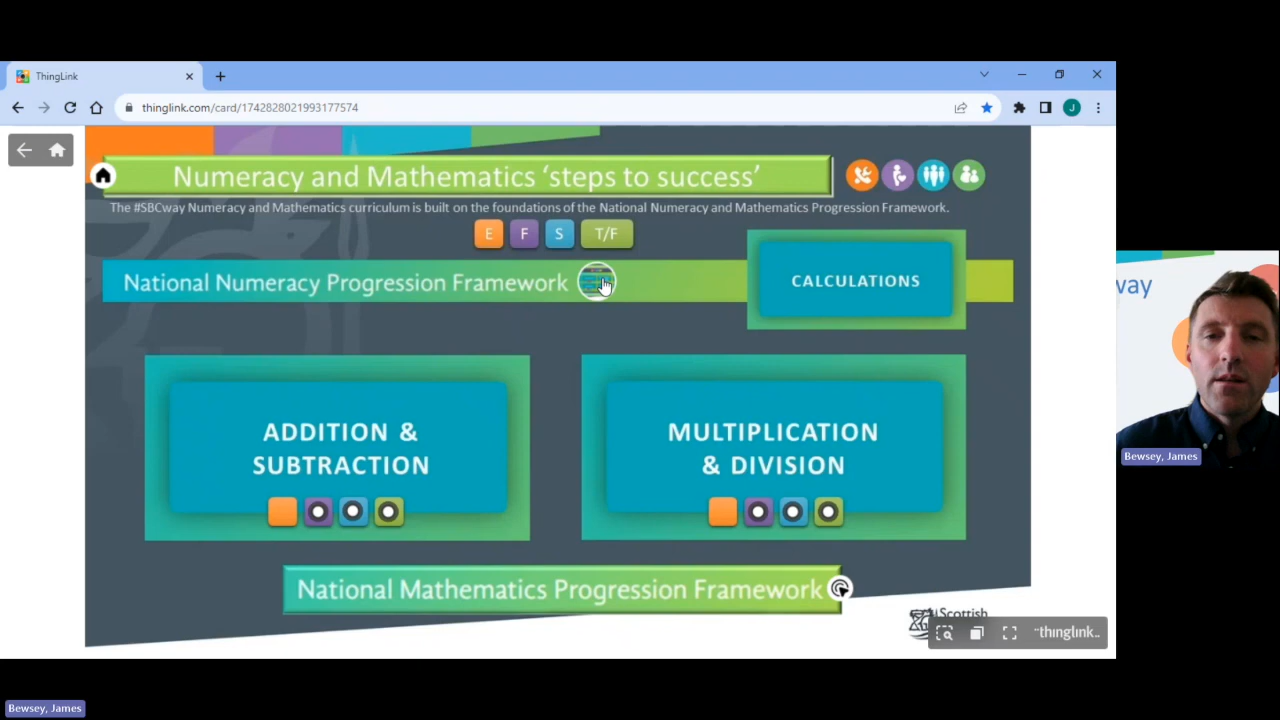 ThingLink
thinglink.com/card/1742828021993177574
J
Numeracy and Mathematics 'steps to success'
The #SBCway Numeracy and Mathematics curriculum is built on the foundations of the National Numeracy and Mathematics Progression Framework.
E F S T/F
National Numeracy Progression Framework
CALCULATIONS
way
ADDITION &
SUBTRACTION
MULTIPLICATION
& DIVISION
Bewsey, James
National Mathematics Progression Framework
Scottish
thinglink..
Bewsey, James